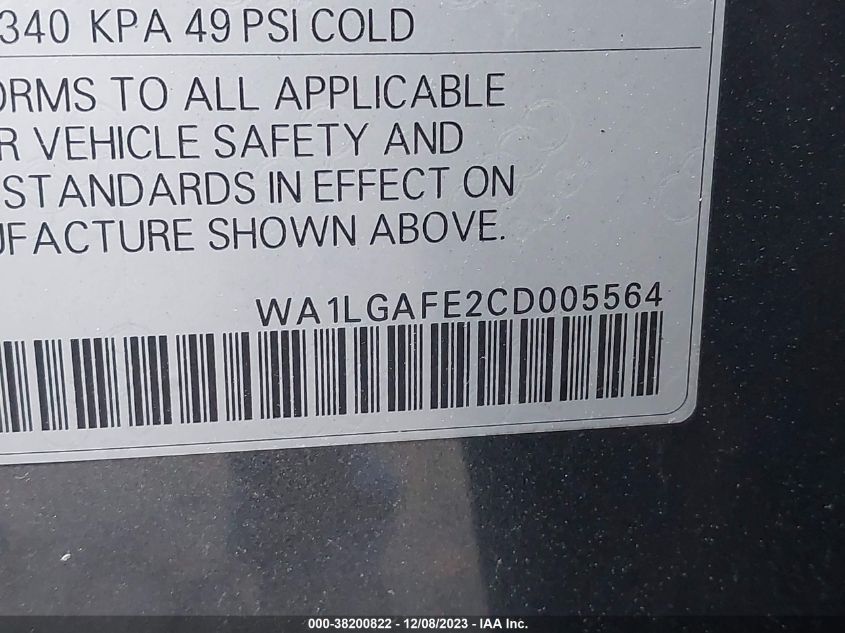 340 KPA 49 PSI COLD
ORMS TO ALL APPLICABLE
R VEHICLE SAFETY AND
STANDARDS IN EFFECT ON
UFACTURE SHOWN ABOVE.
WA1LGAFE2CD005564
000-38200822 - 12/08/2023 - IAA Inc.